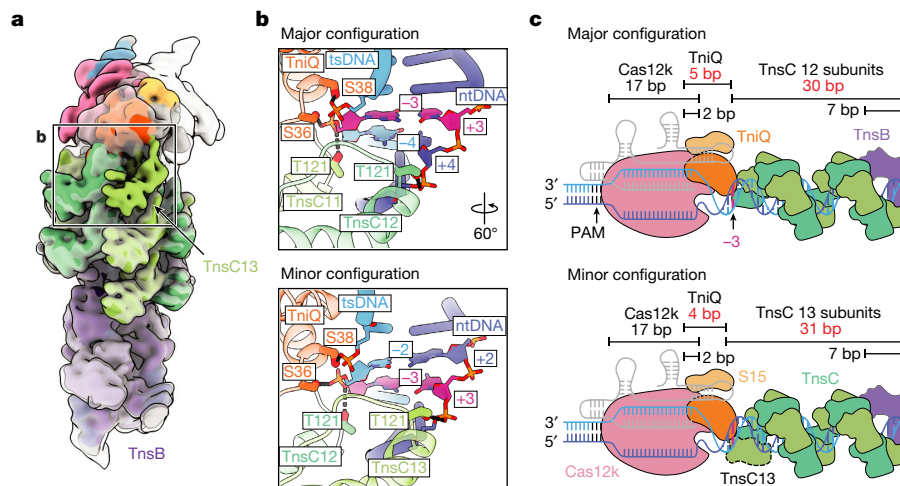 a
b
TnsC13
TnsB
b
Major configuration
TniQ
tsDNA
S38
ntDNA
–3
S36
+3
–4
T121
T121
+4
TnsC11
TnsC12
60°
Minor configuration
TniQ
tsDNA
S38
ntDNA
–2
S36
+2
–3
+3
T121
T121
TnsC12
TnsC13
c
Major configuration
TniQ
Cas12k
5 bp
TnsC 12 subunits
17 bp
30 bp
2 bp
7 bp
TniQ
TnsB
3′
5′
PAM
–3
Minor configuration
TniQ
Cas12k
4 bp
TnsC 13 subunits
17 bp
31 bp
2 bp
7 bp
S15
TnsC
3′
5′
Cas12k
TnsC13